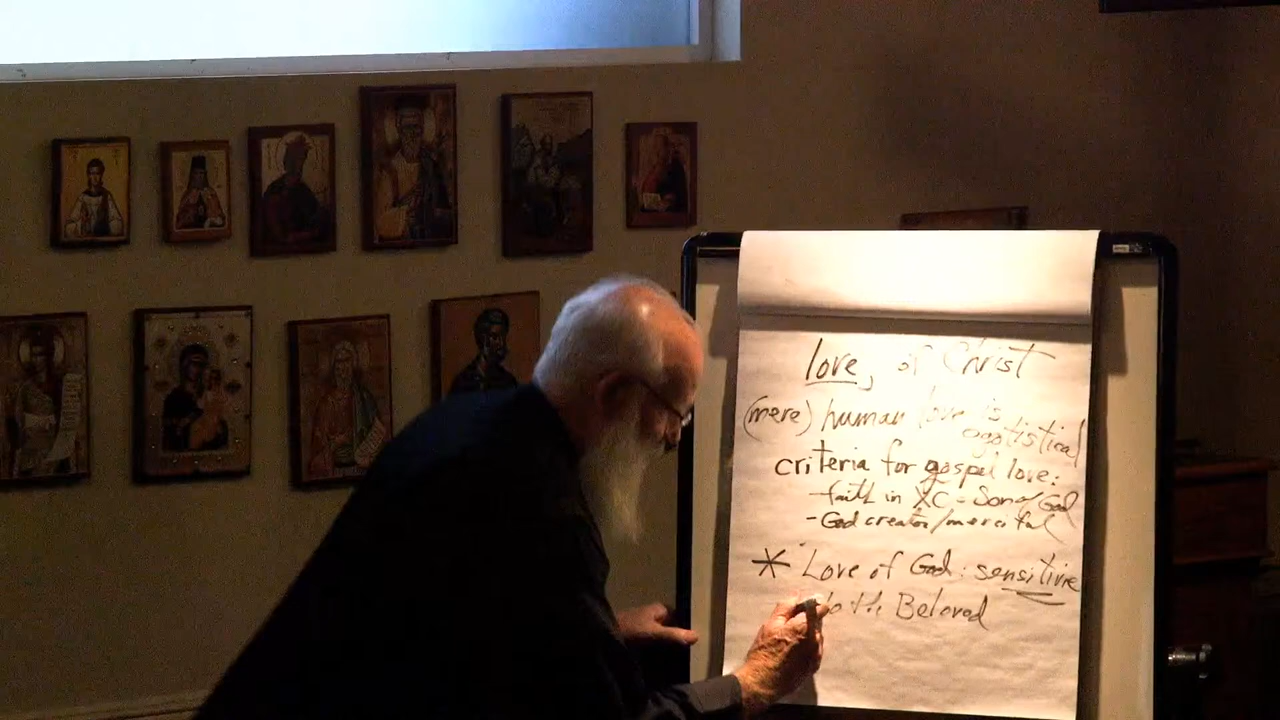 love, of Christ
(mere) human love is
egotistical
criteria for gospel love:
-faith in XC - Son of God
- God creator/merciful
* Love of God: sensitive
to the Beloved